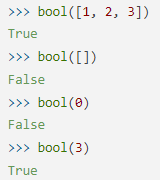 >>> bool([1, 2, 3])
True
>>> bool([])
False
>>> bool(0)
False
>>> bool(3)
True